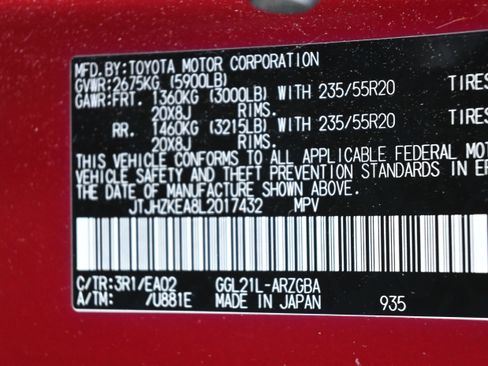 MFD.BY:TOYOTA MOTOR CORPORATION
GVWR:2675KG (5900LB)
GAWR:FRT. 1360KG (3000LB) WITH 235/55R20 TIRES
20X8J RIMS.
RR. 1460KG (3215LB) WITH 235/55R20 TIRES
20X8J RIMS.
THIS VEHICLE CONFORMS TO ALL APPLICABLE FEDERAL MOT
VEHICLE SAFETY AND THEFT PREVENTION STANDARDS IN EF
THE DATE OF MANUFACTURE SHOWN ABOVE.
JTJHZKEA8L2017432 MPV
C/TR:3R1/EA02 GGL21L-ARZGBA
A/TM: /U881E MADE IN JAPAN 935